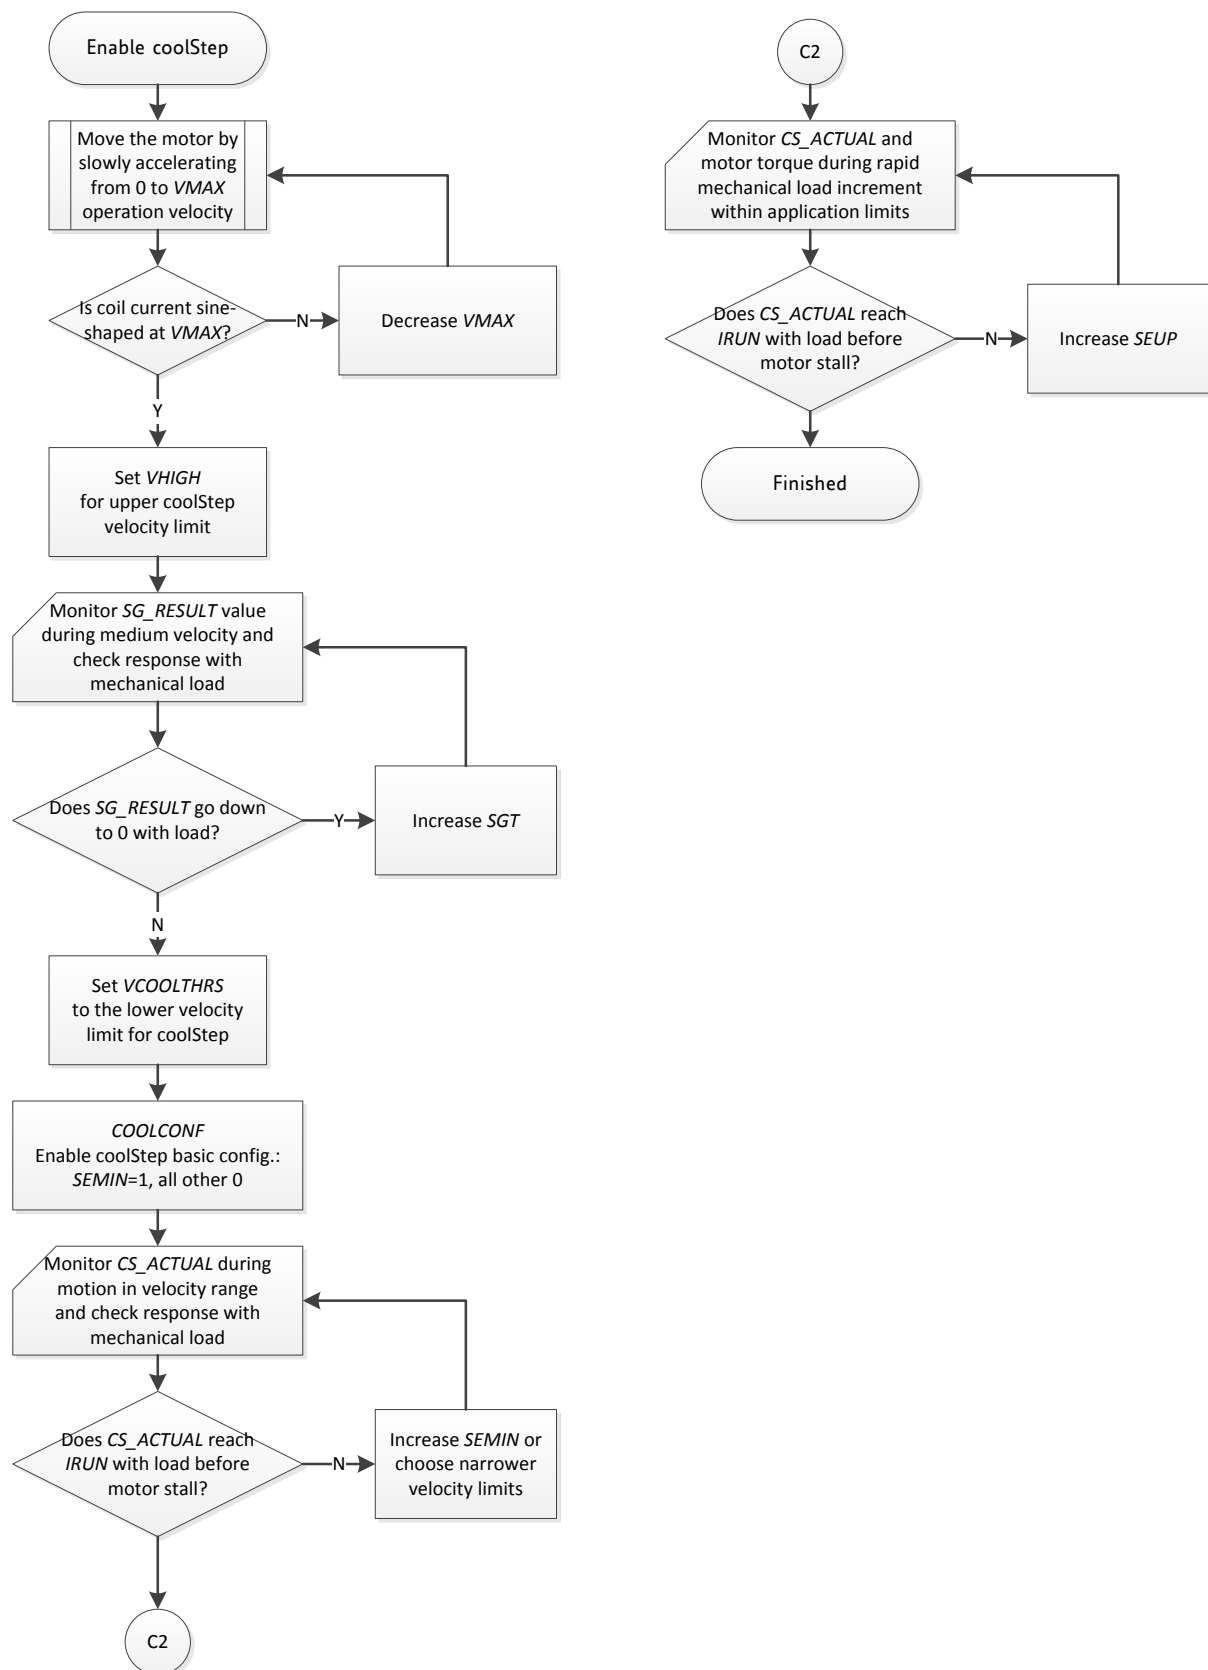 Enable coolStep
Move the motor by
slowly accelerating
from 0 to VMAX
operation velocity
Is coil current sine-
shaped at VMAX?
N
Decrease VMAX
Y
Set VHIGH
for upper coolStep
velocity limit
Monitor SG_RESULT value
during medium velocity and
check response with
mechanical load
Does SG_RESULT go down
to 0 with load?
Y
Increase SGT
N
Set VCOOLTHRS
to the lower velocity
limit for coolStep
COOLCONF
Enable coolStep basic config.:
SEMIN=1, all other 0
Monitor CS_ACTUAL during
motion in velocity range
and check response with
mechanical load
Does CS_ACTUAL reach
IRUN with load before
motor stall?
N
Increase SEMIN or
choose narrower
velocity limits
C2
C2
Monitor CS_ACTUAL and
motor torque during rapid
mechanical load increment
within application limits
Does CS_ACTUAL reach
IRUN with load before
motor stall?
N
Increase SEUP
Finished